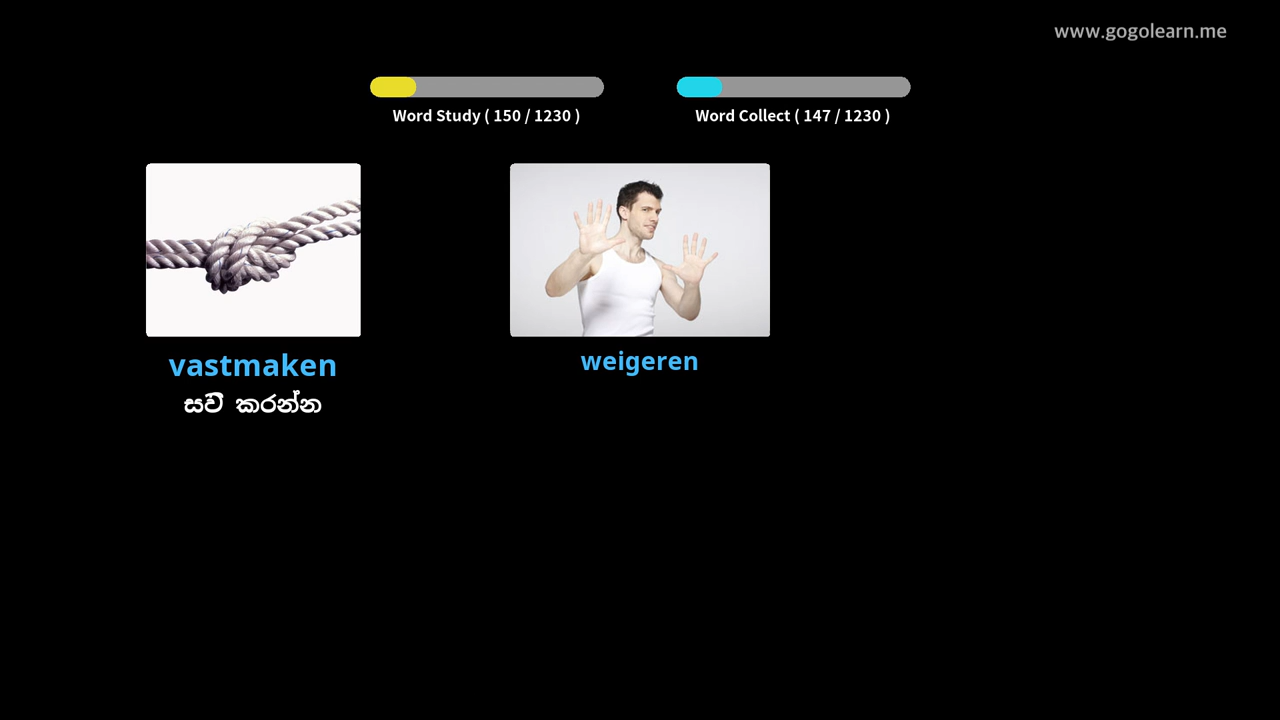 www.gogolearn.me
Word Study ( 150 / 1230 )
Word Collect ( 147 / 1230 )
vastmaken
සවි කරන්න
weigeren